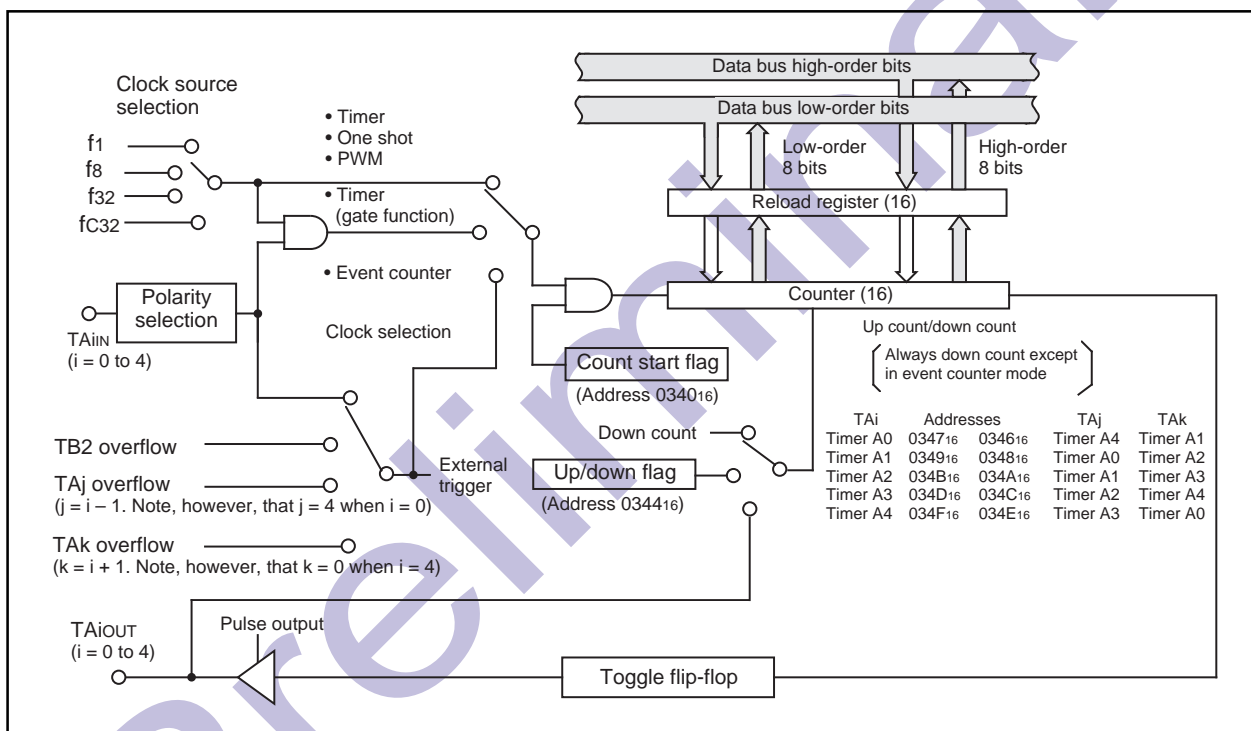 Preliminar
Data bus high-order bits
Data bus low-order bits
Clock source
selection
f1
f8
f32
fC32
• Timer
• One shot
• PWM
• Timer
(gate function)
• Event counter
Clock selection
Low-order
8 bits
High-order
8 bits
Reload register (16)
Counter (16)
Polarity
selection
TAiIN
(i = 0 to 4)
Up count/down count
Always down count except
in event counter mode
Count start flag
(Address 034016)
Down count
Up/down flag
(Address 034416)
TB2 overflow
TAj overflow
(j = i – 1. Note, however, that j = 4 when i = 0)
TAk overflow
(k = i + 1. Note, however, that k = 0 when i = 4)
External
trigger
TAi Addresses TAj TAk
Timer A0 034716 034616 Timer A4 Timer A1
Timer A1 034916 034816 Timer A0 Timer A2
Timer A2 034B16 034A16 Timer A1 Timer A3
Timer A3 034D16 034C16 Timer A2 Timer A4
Timer A4 034F16 034E16 Timer A3 Timer A0
TAiOUT
(i = 0 to 4)
Pulse output
Toggle flip-flop